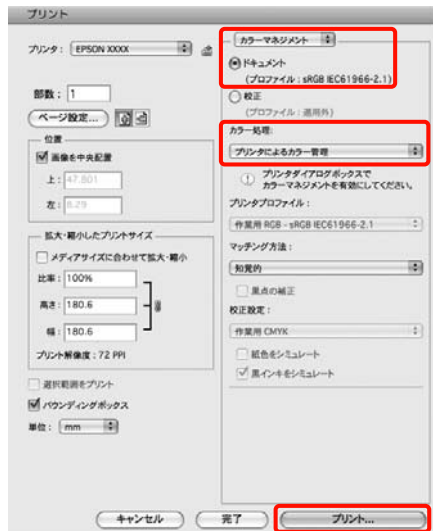 プリント
プリンタ： EPSON XXXX
部数： 1
ページ設定...
位置
画像を中央配置
上： 47.801
左： 8.29
拡大・縮小したプリントサイズ
メディアサイズに合わせて拡大・縮小
比率： 100%
高さ： 180.6
幅： 180.6
プリント解像度：72 PPI
選択範囲をプリント
バウンディングボックス
単位： mm
カラーマネジメント
ドキュメント
(プロファイル：sRGB IEC61966-2.1)
校正
(プロファイル：適用外)
カラー処理：
プリンタによるカラー管理
プリンタダイアログボックスで
カラーマネジメントを有効にしてください。
プリンタプロファイル：
作業用 RGB - sRGB IEC61966-2.1
マッチング方法：
知覚的
黒点の補正
校正設定：
作業用 CMYK
紙色をシミュレート
黒インキをシミュレート
キャンセル
完了
プリント...